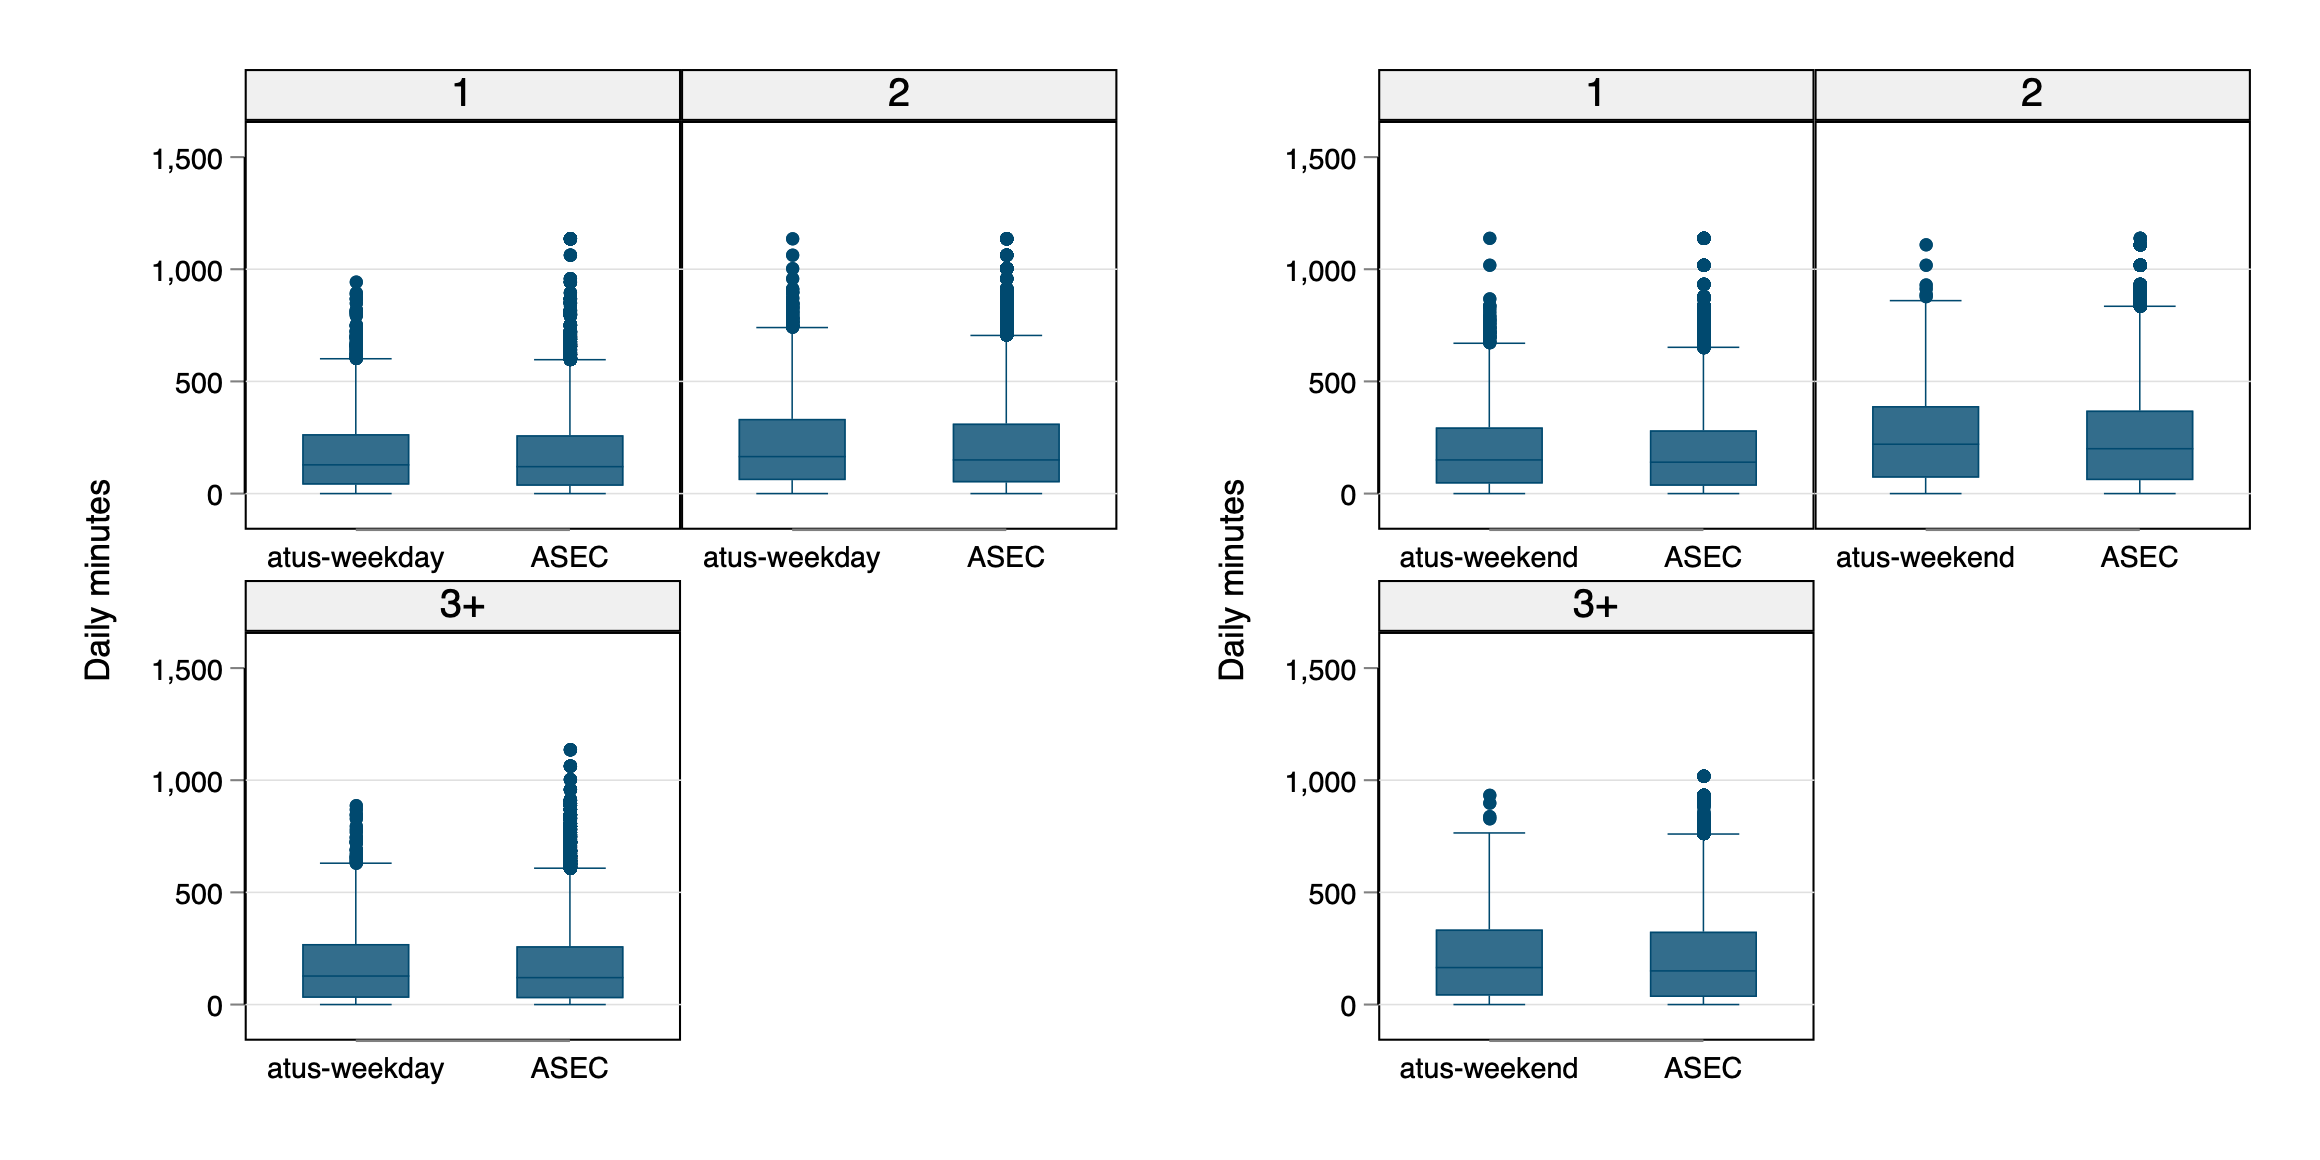 1
2
1,500
1,000
500
0
atus-weekday
ASEC
atus-weekday
ASEC
Daily minutes
3+
1,500
1,000
500
0
atus-weekday
ASEC
1
2
1,500
1,000
500
0
atus-weekend
ASEC
atus-weekend
ASEC
Daily minutes
3+
1,500
1,000
500
0
atus-weekend
ASEC